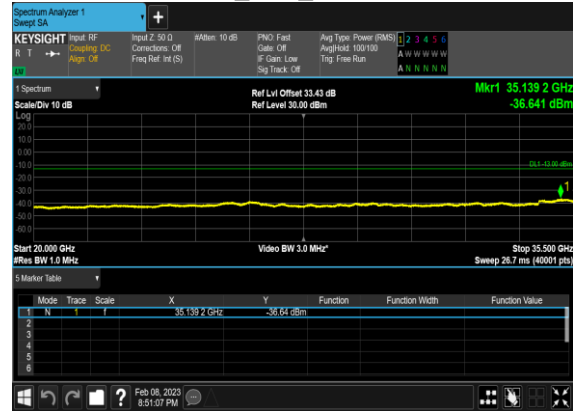 Spectrum Analyzer 1
Swept SA
+
KEYSIGHT
R T
LXI
Input: RF
Coupling: DC
Align: Off
Input Z: 50 Ω
Corrections: Off
Freq Ref: Int (S)
#Atten: 10 dB
PNO: Fast
Gate: Off
IF Gain: Low
Sig Track: Off
Avg Type: Power (RMS)
Avg|Hold: 100/100
Trig: Free Run
1 2 3 4 5 6
A W W W W W
A N N N N N
1 Spectrum
Scale/Div 10 dB
Ref Lvl Offset 33.43 dB
Ref Level 30.00 dBm
Mkr1 35.139 2 GHz
-36.641 dBm
Log
20.0
10.0
0.00
-10.0
DL1 -13.00 dBm
-20.0
-30.0
1
-40.0
-50.0
-60.0
Start 20.000 GHz
Video BW 3.0 MHz*
Stop 35.500 GHz
#Res BW 1.0 MHz
Sweep 26.7 ms (40001 pts)
5 Marker Table
Mode Trace Scale X Y Function Function Width Function Value
1 N 1 f 35.139 2 GHz -36.64 dBm
2
3
4
5
6
?
Feb 08, 2023
8:51:07 PM